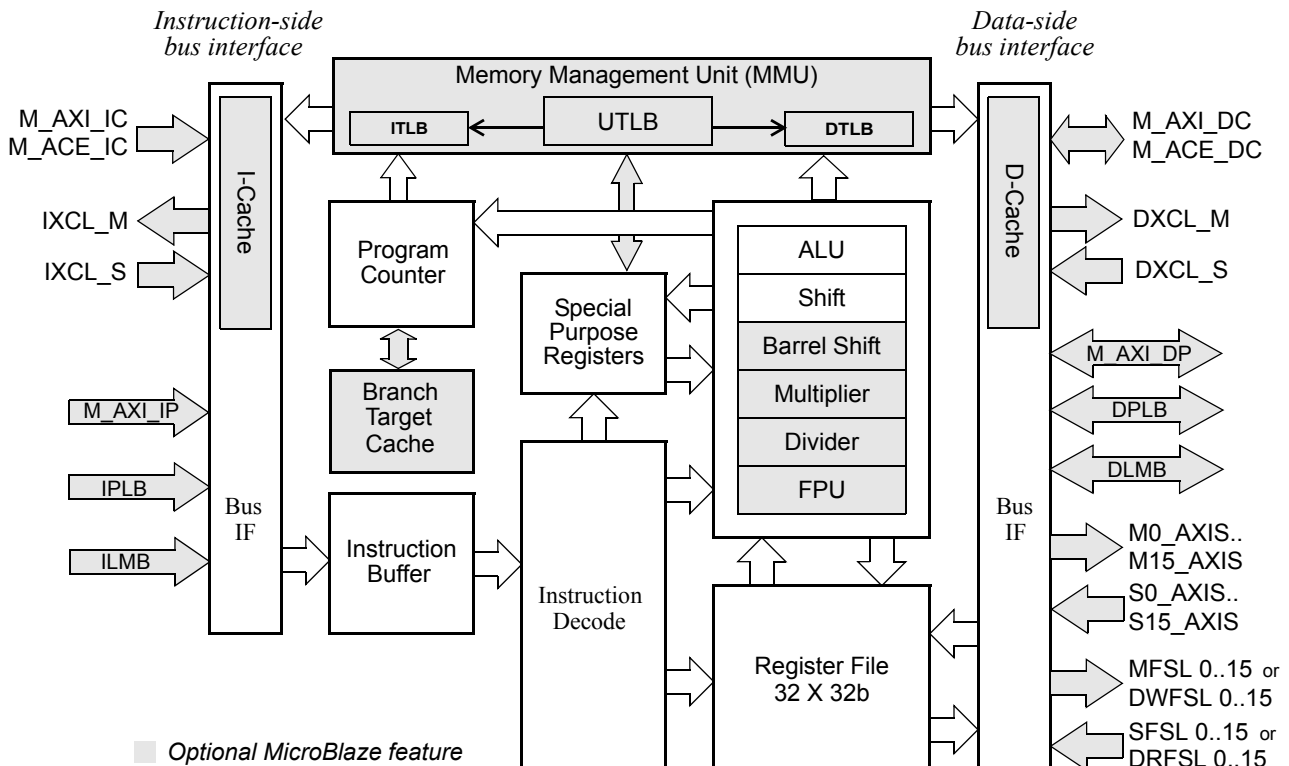 Instruction-side
bus interface
Data-side
bus interface
Memory Management Unit (MMU)
ITLB
UTLB
DTLB
M_AXI_IC
M_ACE_IC
IXCL_M
IXCL_S
I-Cache
M_AXI_IP
IPLB
ILMB
Bus
IF
Program
Counter
Branch
Target
Cache
Instruction
Buffer
Special
Purpose
Registers
Instruction
Decode
ALU
Shift
Barrel Shift
Multiplier
Divider
FPU
Register File
32 X 32b
D-Cache
Bus
IF
M_AXI_DC
M_ACE_DC
DXCL_M
DXCL_S
M_AXI_DP
DPLB
DLMB
M0_AXIS..
M15_AXIS
S0_AXIS..
S15_AXIS
MFSL 0..15 or
DWFSL 0..15
SFSL 0..15 or
DRFSL 0..15
Optional MicroBlaze feature